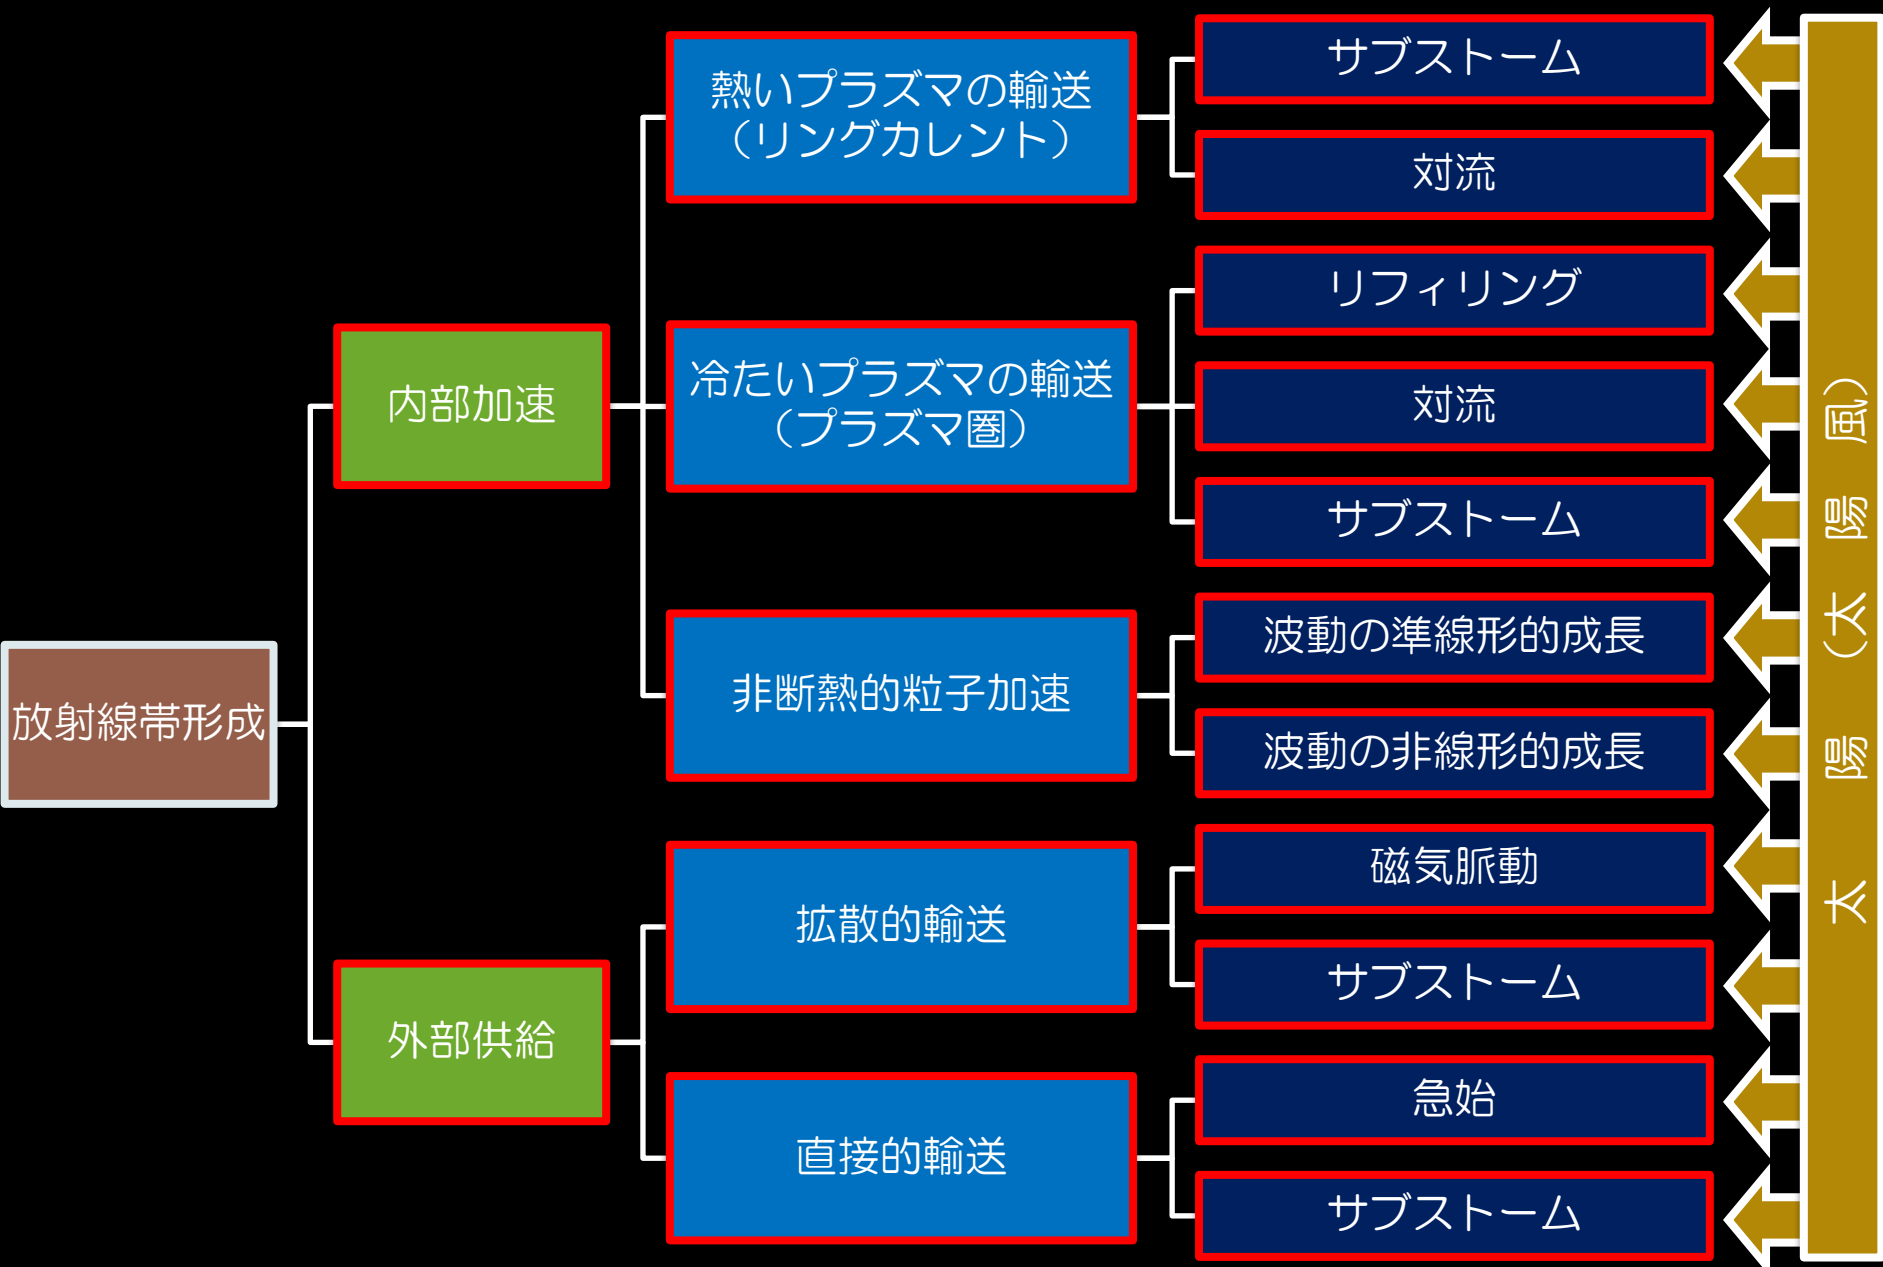 放射線帯形成
内部加速
外部供給
熱いプラズマの輸送
（リングカレント）
冷たいプラズマの輸送
（プラズマ圏）
非断熱的粒子加速
拡散的輸送
直接的輸送
サブストーム
対流
リフィリング
対流
サブストーム
波動の準線形的成長
波動の非線形的成長
磁気脈動
サブストーム
急始
サブストーム
太陽（太陽風）